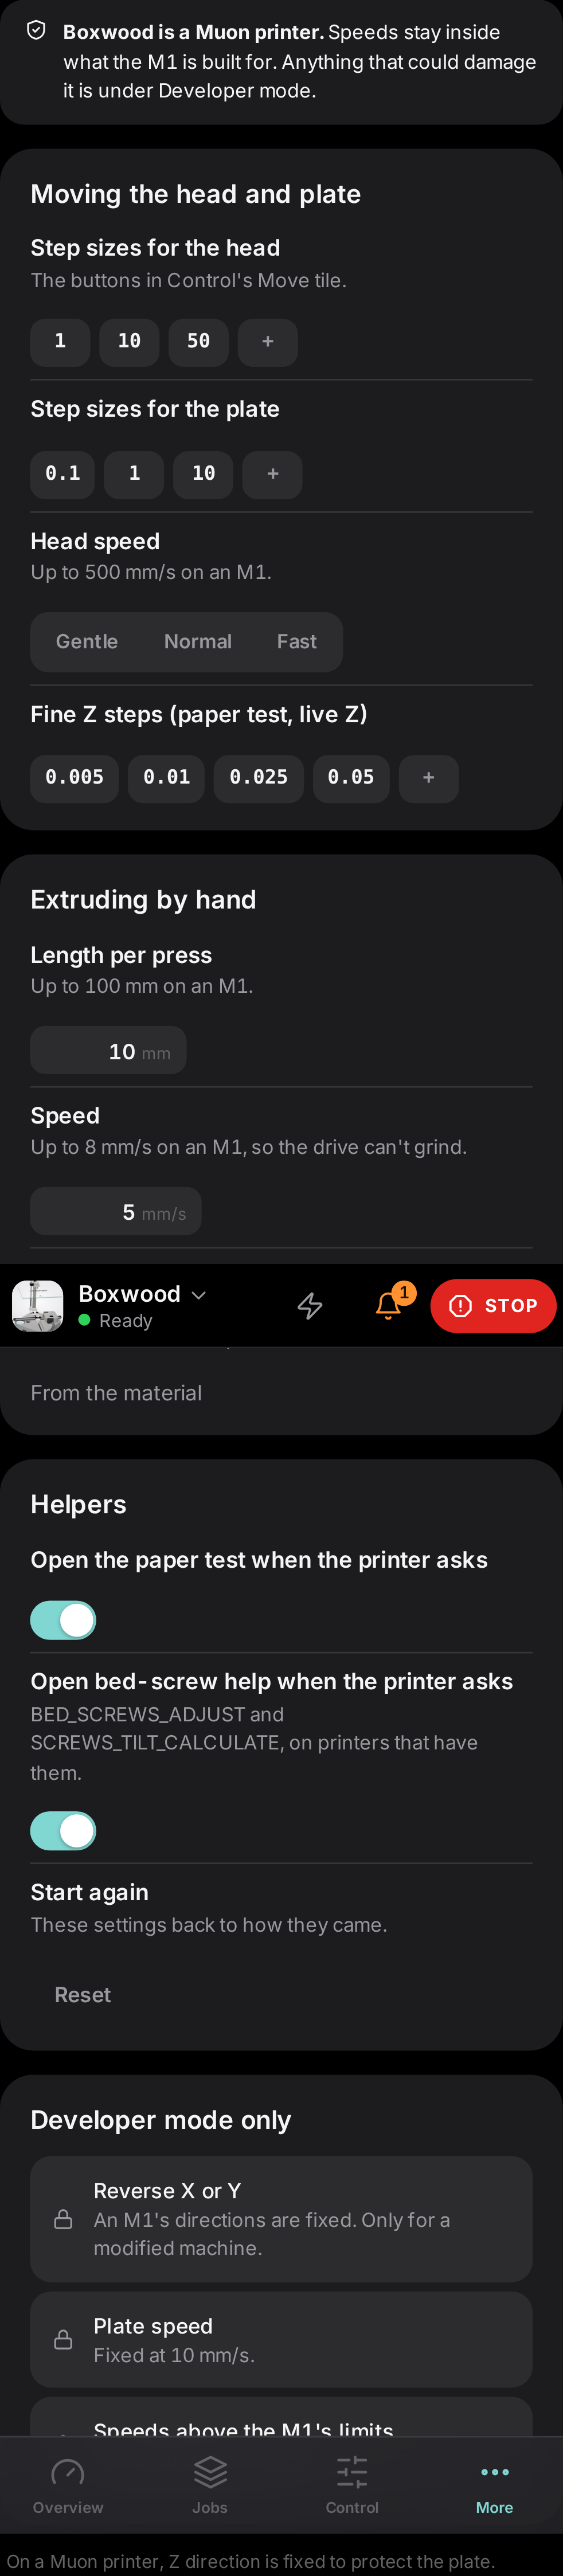 Boxwood is a Muon printer. Speeds stay inside
what the M1 is built for. Anything that could damage
it is under Developer mode.
Moving the head and plate
Step sizes for the head
The buttons in Control's Move tile.
1 10 50 +
Step sizes for the plate
0.1 1 10 +
Head speed
Up to 500 mm/s on an M1.
Gentle Normal Fast
Fine Z steps (paper test, live Z)
0.005 0.01 0.025 0.05 +
Extruding by hand
Length per press
Up to 100 mm on an M1.
10 mm
Speed
Up to 8 mm/s on an M1, so the drive can't grind.
5 mm/s
Boxwood
Ready
1
STOP
From the material
Helpers
Open the paper test when the printer asks
Open bed-screw help when the printer asks
BED_SCREWS_ADJUST and
SCREWS_TILT_CALCULATE, on printers that have
them.
Start again
These settings back to how they came.
Reset
Developer mode only
Reverse X or Y
An M1's directions are fixed. Only for a
modified machine.
Plate speed
Fixed at 10 mm/s.
Speeds above the M1's limits
Overview Jobs Control More
On a Muon printer, Z direction is fixed to protect the plate.